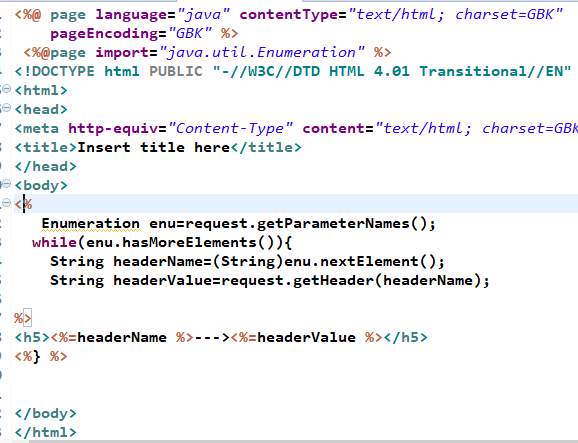 <%@ page language="java" contentType="text/html; charset=GBK"
pageEncoding="GBK" %>
<%@page import="java.util.Enumeration" %>
<!DOCTYPE html PUBLIC "-//W3C//DTD HTML 4.01 Transitional//EN"
<html>
<head>
<meta http-equiv="Content-Type" content="text/html; charset=GBK
<title>Insert title here</title>
</head>
<body>
<%
Enumeration enu=request.getParameterNames();
while(enu.hasMoreElements()){
String headerName=(String)enu.nextElement();
String headerValue=request.getHeader(headerName);
%>
<h5><%=headerName %>---><%=headerValue %></h5>
<%} %>
</body>
</html>